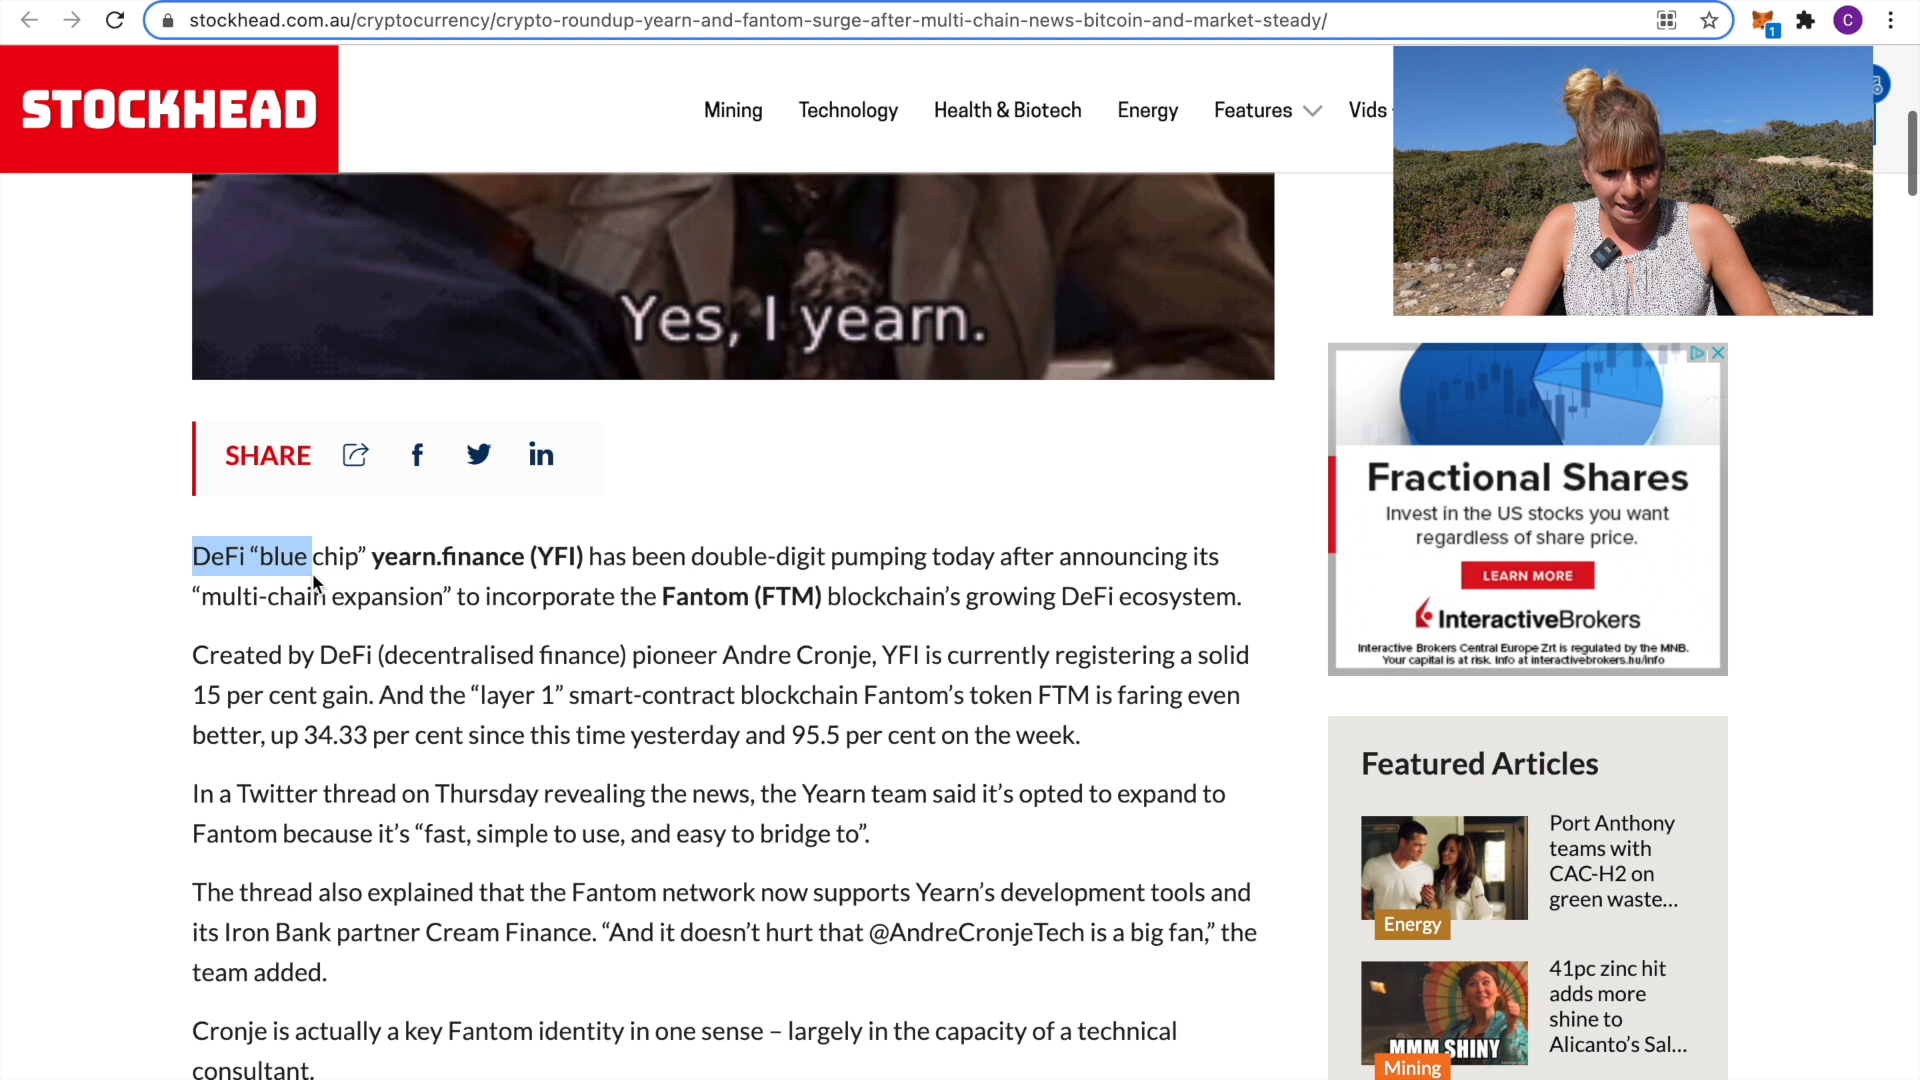 stockhead.com.au/cryptocurrency/crypto-roundup-yearn-and-fantom-surge-after-multi-chain-news-bitcoin-and-market-steady/
1
C
STOCKHEAD
Mining
Technology
Health & Biotech
Energy
Features
Vids
Yes, I yearn.
SHARE
DeFi “blue chip” yearn.finance (YFI) has been double-digit pumping today after announcing its
“multi-chain expansion” to incorporate the Fantom (FTM) blockchain’s growing DeFi ecosystem.
Created by DeFi (decentralised finance) pioneer Andre Cronje, YFI is currently registering a solid
15 per cent gain. And the “layer 1” smart-contract blockchain Fantom’s token FTM is faring even
better, up 34.33 per cent since this time yesterday and 95.5 per cent on the week.
In a Twitter thread on Thursday revealing the news, the Yearn team said it’s opted to expand to
Fantom because it’s “fast, simple to use, and easy to bridge to”.
The thread also explained that the Fantom network now supports Yearn’s development tools and
its Iron Bank partner Cream Finance. “And it doesn’t hurt that @AndreCronjeTech is a big fan,” the
team added.
Cronje is actually a key Fantom identity in one sense – largely in the capacity of a technical
consultant.
Fractional Shares
Invest in the US stocks you want
regardless of share price.
LEARN MORE
InteractiveBrokers
Interactive Brokers Central Europe Zrt is regulated by the MNB.
Your capital is at risk. Info at interactivebrokers.hu/info
Featured Articles
Port Anthony
teams with
CAC-H2 on
green waste...
Energy
41pc zinc hit
adds more
shine to
Alicanto’s Sal...
MMM SHINY
Mining